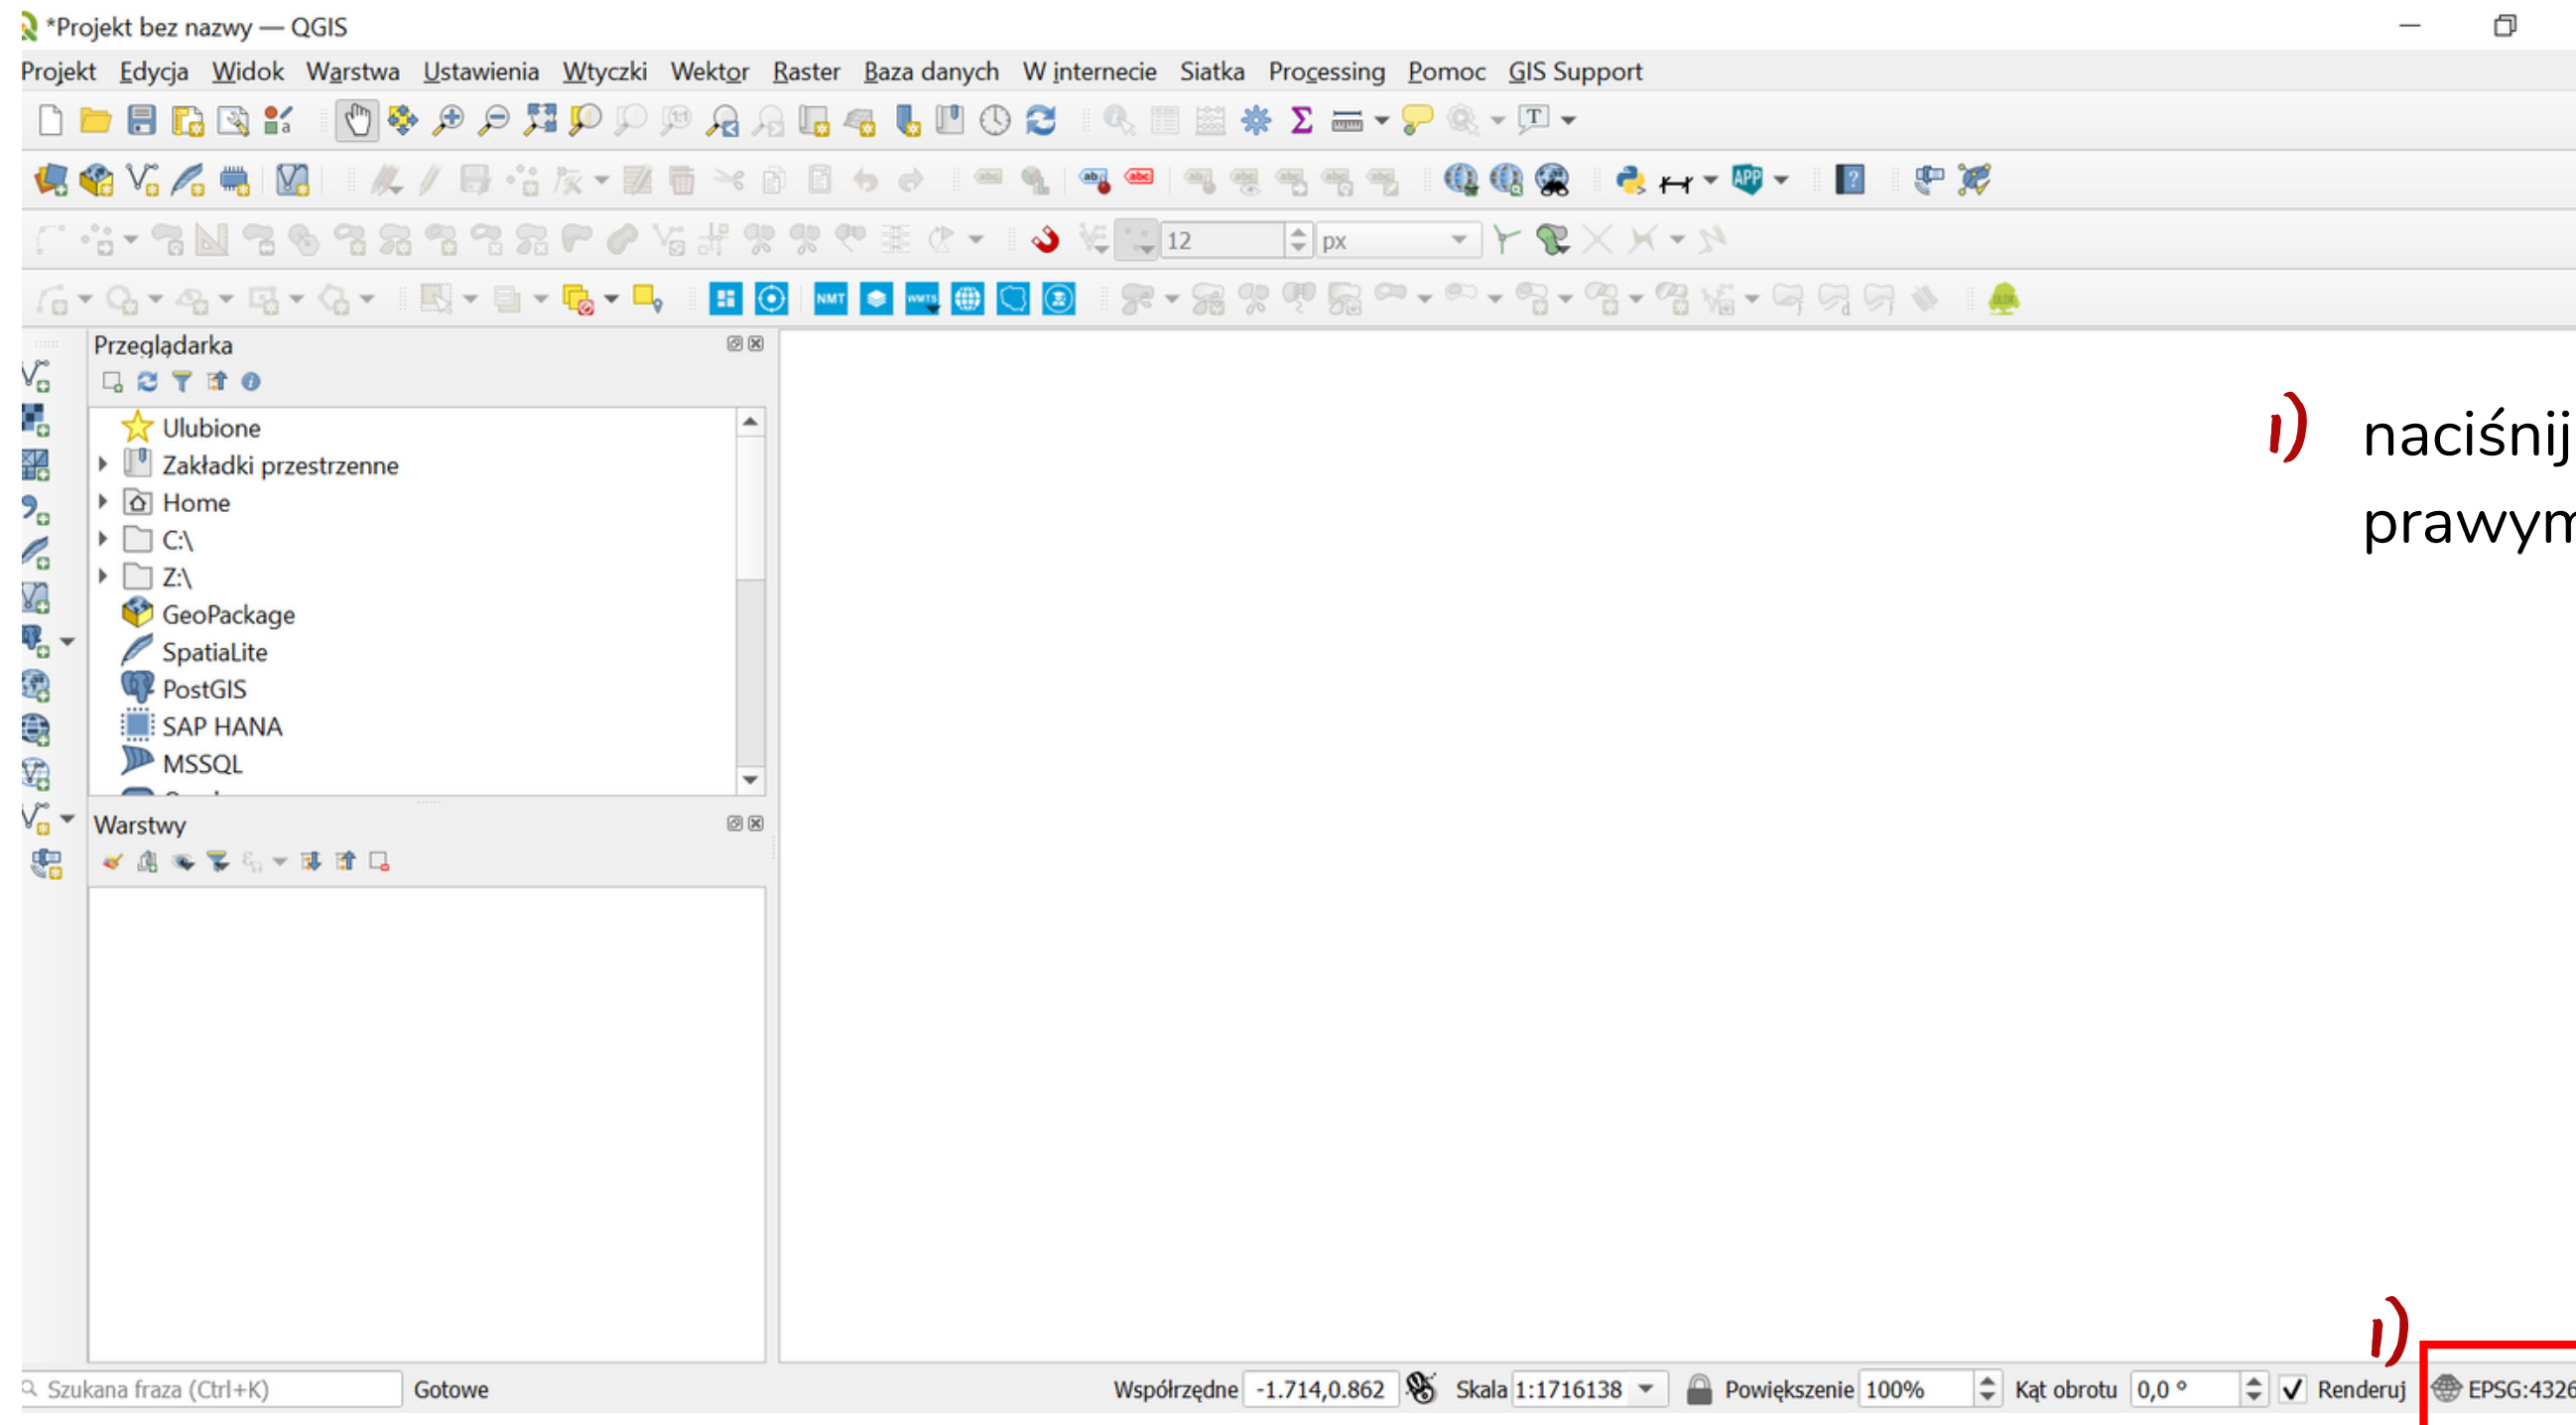 *Projekt bez nazwy — QGIS
Projekt Edycja Widok Warstwa Ustawienia Wtyczki Wektor Raster Baza danych W internecie Siatka Processing Pomoc GIS Support
12 px
NMT WMTS
Przeglądarka
Ulubione
Zakładki przestrzenne
Home
C:\
Z:\
GeoPackage
SpatiaLite
PostGIS
SAP HANA
MSSQL
Warstwy
1) naciśnij
prawym
1)
Szukana fraza (Ctrl+K) Gotowe Współrzędne -1.714,0.862 Skala 1:1716138 Powiększenie 100% Kąt obrotu 0,0 ° Renderuj EPSG:4326